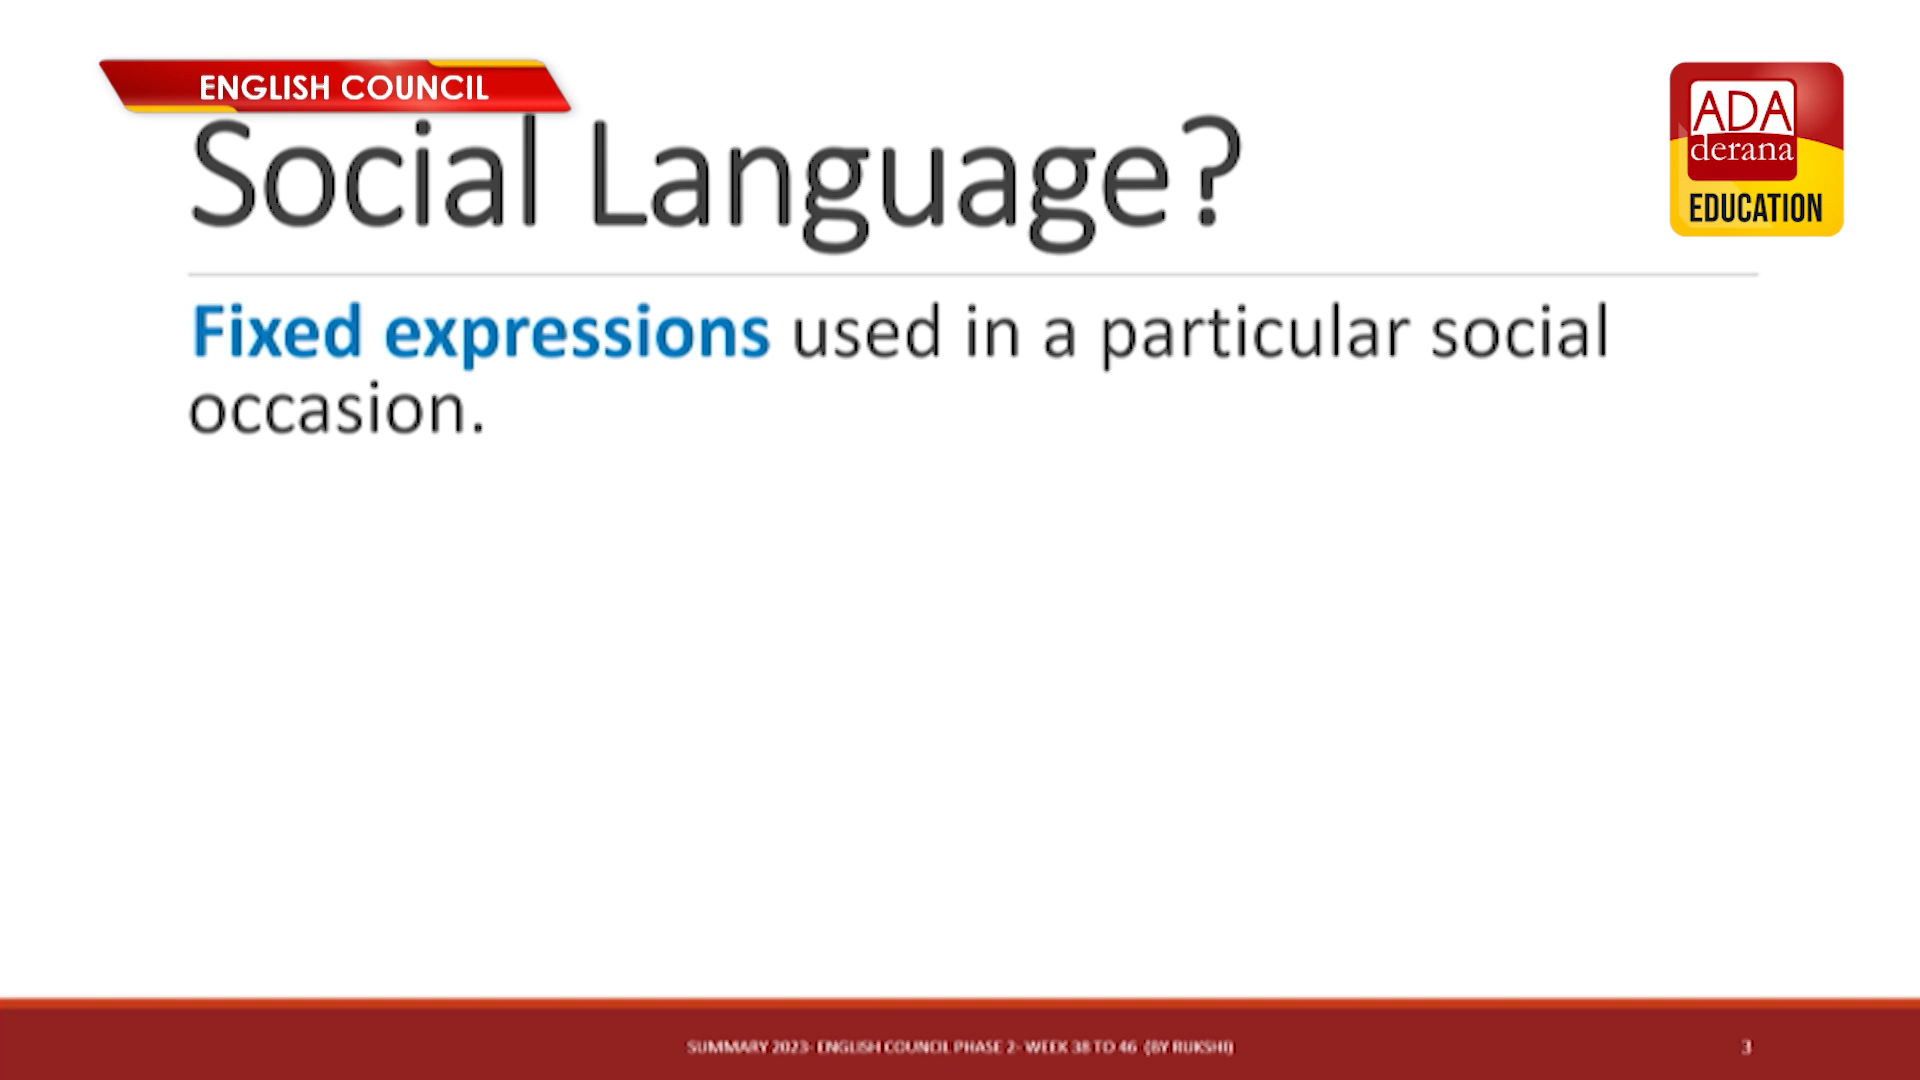 ENGLISH COUNCIL
Social Language?
ADA
derana
EDUCATION
Fixed expressions used in a particular social
occasion.
SUMMARY 2023- ENGLISH COUNCIL PHASE 2- WEEK 38 TO 46 (BY RUKSHI)
3